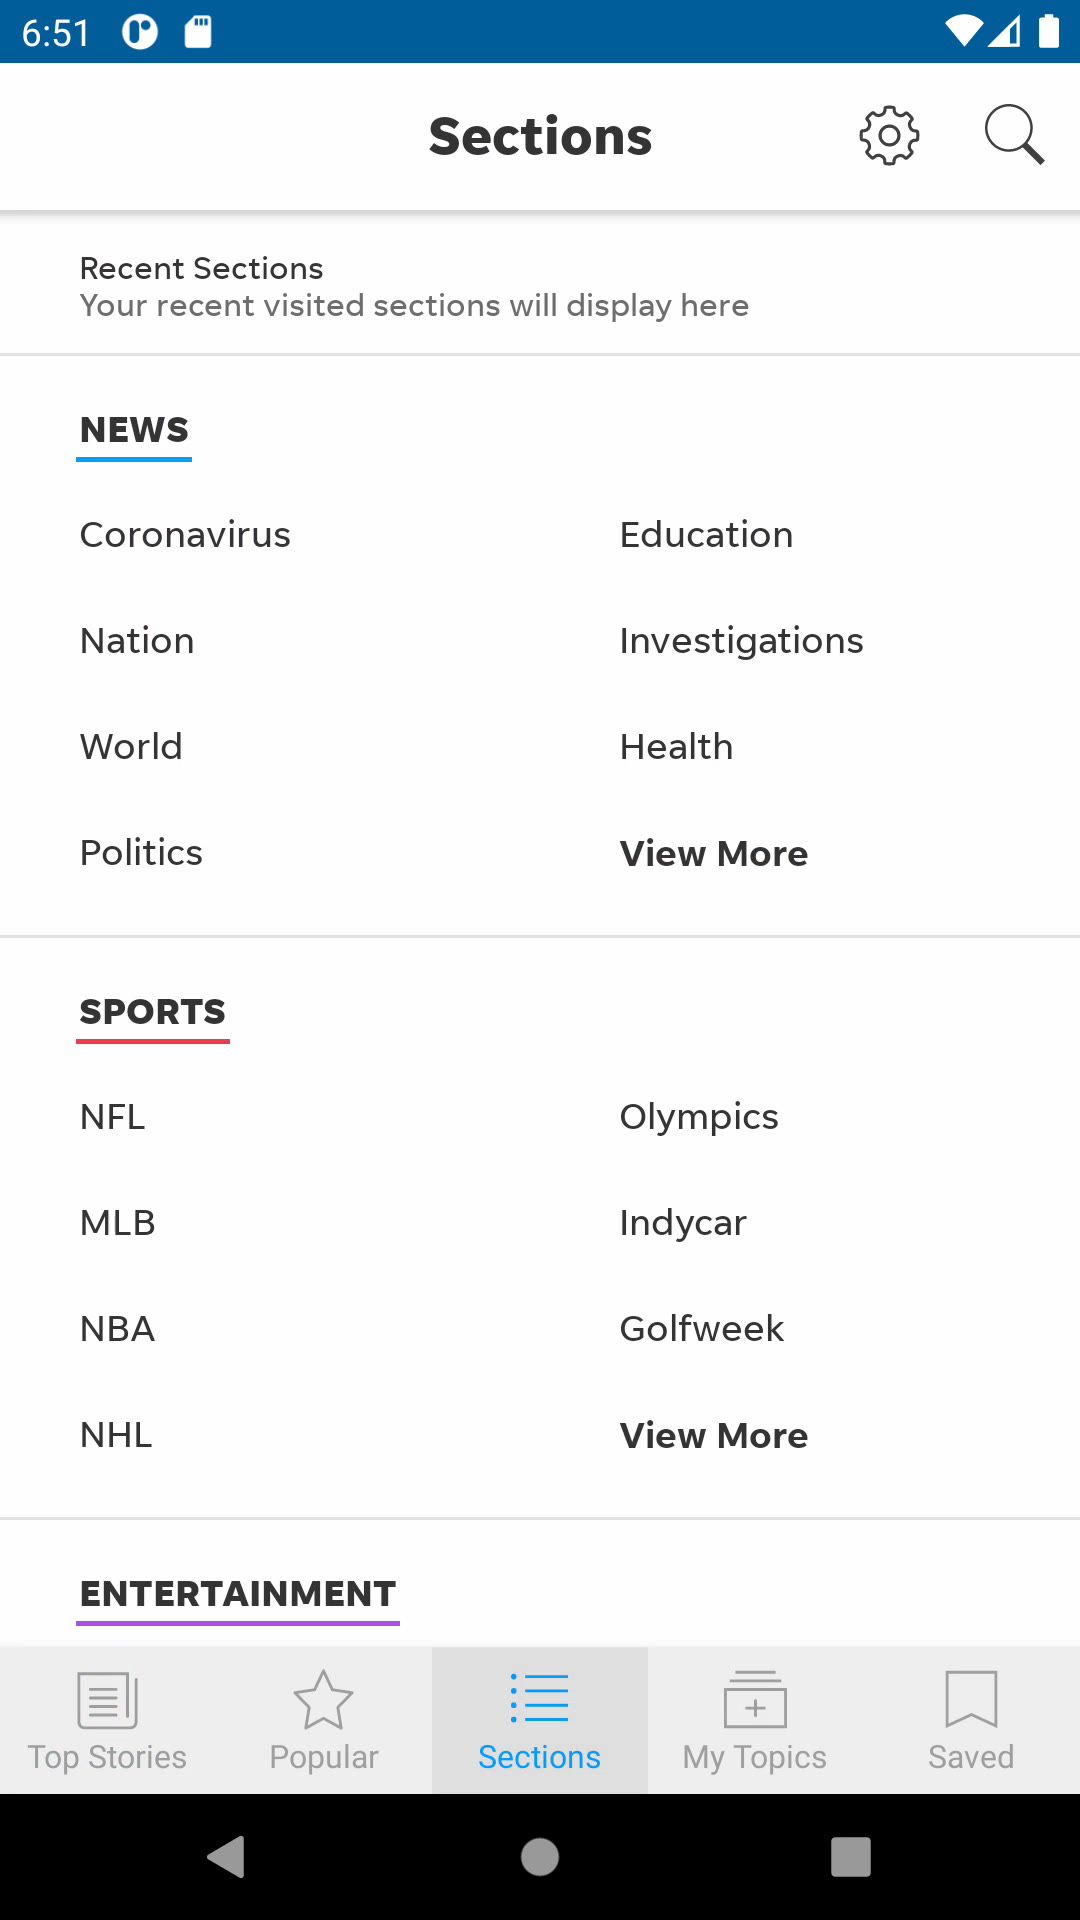 6:51
Sections
Recent Sections
Your recent visited sections will display here
NEWS
Coronavirus
Education
Nation
Investigations
World
Health
Politics
View More
SPORTS
NFL
Olympics
MLB
Indycar
NBA
Golfweek
NHL
View More
ENTERTAINMENT
Top Stories
Popular
Sections
My Topics
Saved